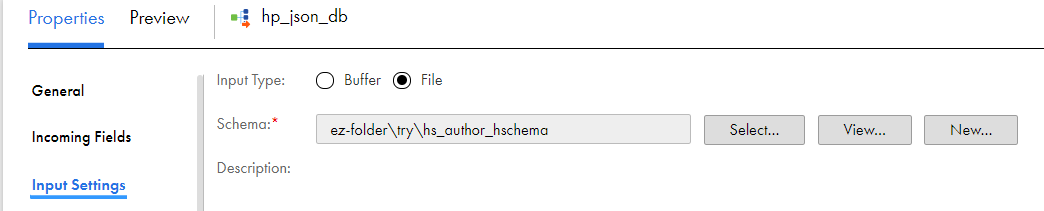 Properties Preview hp_json_db
General
Incoming Fields
Input Settings
Input Type: Buffer File
Schema:* ez-folder\try\hs_author_hschema Select... View... New...
Description: